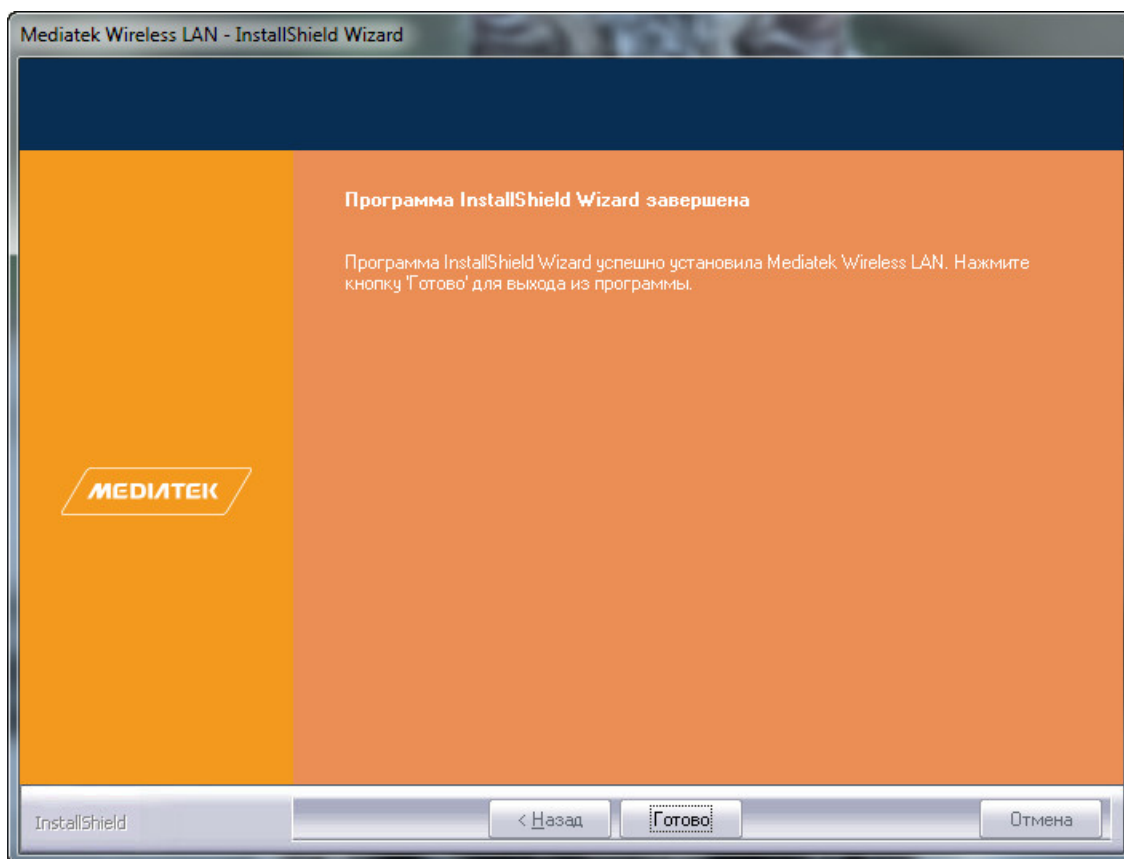 Mediatek Wireless LAN - InstallShield Wizard
Программа InstallShield Wizard завершена
Программа InstallShield Wizard успешно установила Mediatek Wireless LAN. Нажмите
кнопку 'Готово' для выхода из программы.
MEDIATEK
InstallShield
< Назад
Готово
Отмена